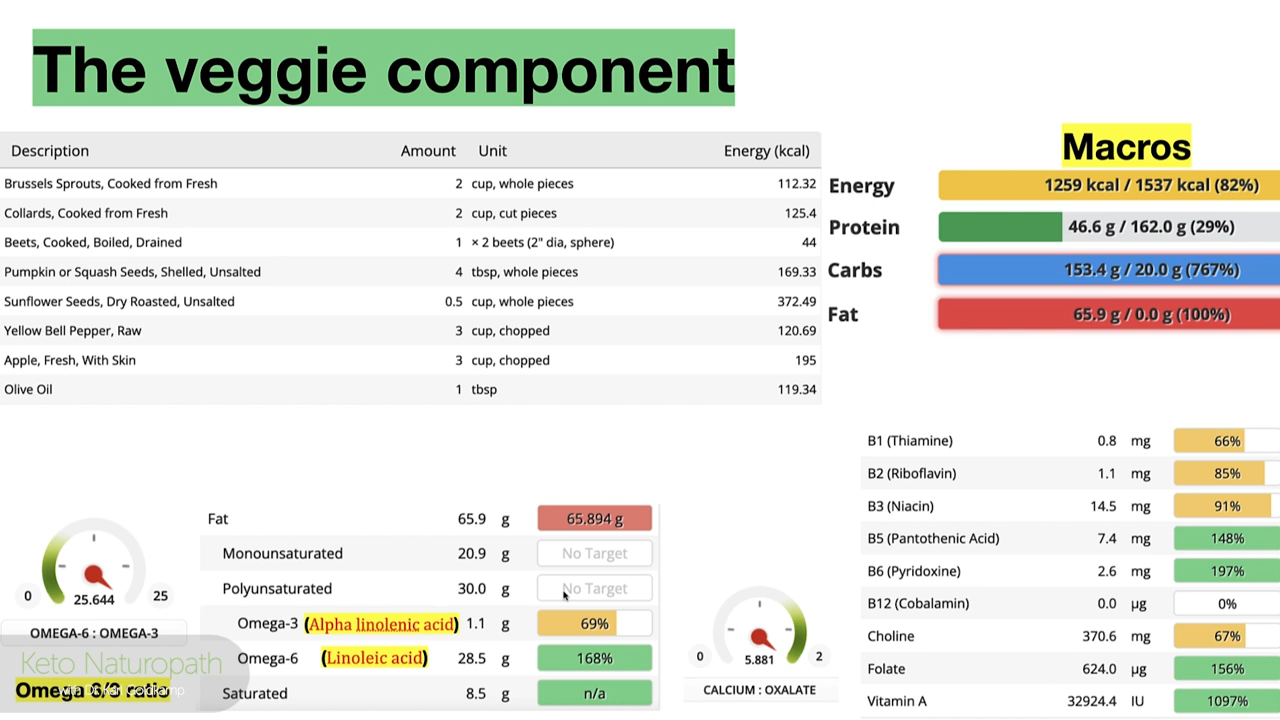 The veggie component
Description Amount Unit Energy (kcal)
Brussels Sprouts, Cooked from Fresh 2 cup, whole pieces 112.32
Collards, Cooked from Fresh 2 cup, cut pieces 125.4
Beets, Cooked, Boiled, Drained 1 × 2 beets (2" dia, sphere) 44
Pumpkin or Squash Seeds, Shelled, Unsalted 4 tbsp, whole pieces 169.33
Sunflower Seeds, Dry Roasted, Unsalted 0.5 cup, whole pieces 372.49
Yellow Bell Pepper, Raw 3 cup, chopped 120.69
Apple, Fresh, With Skin 3 cup, chopped 195
Olive Oil 1 tbsp 119.34
Macros
Energy 1259 kcal / 1537 kcal (82%)
Protein 46.6 g / 162.0 g (29%)
Carbs 153.4 g / 20.0 g (767%)
Fat 65.9 g / 0.0 g (100%)
0 25.644 25
OMEGA-6 : OMEGA-3
Keto Naturopath
with Dr. Karl Goldkamp
Omega 6/3 ratio
Fat 65.9 g 65.894 g
Monounsaturated 20.9 g No Target
Polyunsaturated 30.0 g No Target
Omega-3 (Alpha linolenic acid) 1.1 g 69%
Omega-6 (Linoleic acid) 28.5 g 168%
Saturated 8.5 g n/a
0 5.881 2
CALCIUM : OXALATE
B1 (Thiamine) 0.8 mg 66%
B2 (Riboflavin) 1.1 mg 85%
B3 (Niacin) 14.5 mg 91%
B5 (Pantothenic Acid) 7.4 mg 148%
B6 (Pyridoxine) 2.6 mg 197%
B12 (Cobalamin) 0.0 µg 0%
Choline 370.6 mg 67%
Folate 624.0 µg 156%
Vitamin A 32924.4 IU 1097%